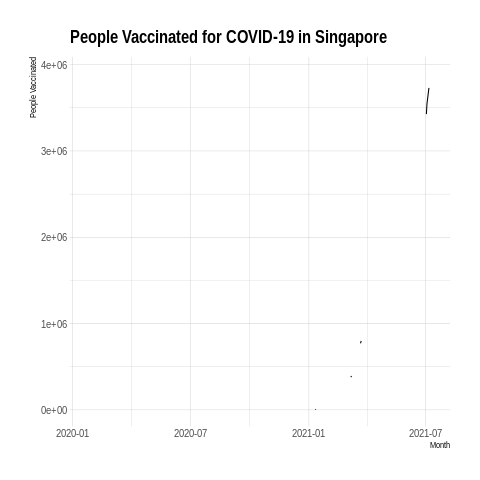 People Vaccinated for COVID-19 in Singapore
People Vaccinated
4e+06
3e+06
2e+06
1e+06
0e+00
2020-01
2020-07
2021-01
2021-07
Month